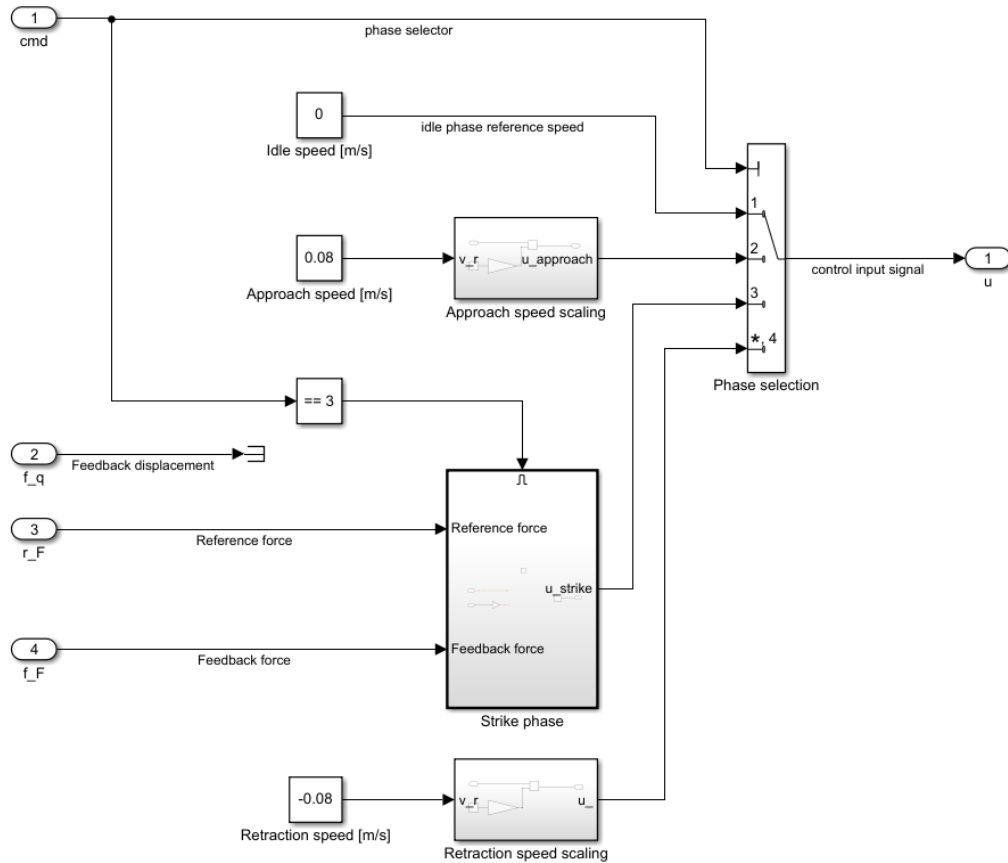 1
cmd
phase selector
0
idle phase reference speed
Idle speed [m/s]
1
0.08
v_r
u_approach
2
control input signal
1
u
Approach speed [m/s]
Approach speed scaling
3
*, 4
Phase selection
== 3
2
Feedback displacement
f_q
3
Reference force
Reference force
r_F
u_strike
4
Feedback force
Feedback force
f_F
Strike phase
-0.08
v_r
u_
Retraction speed [m/s]
Retraction speed scaling